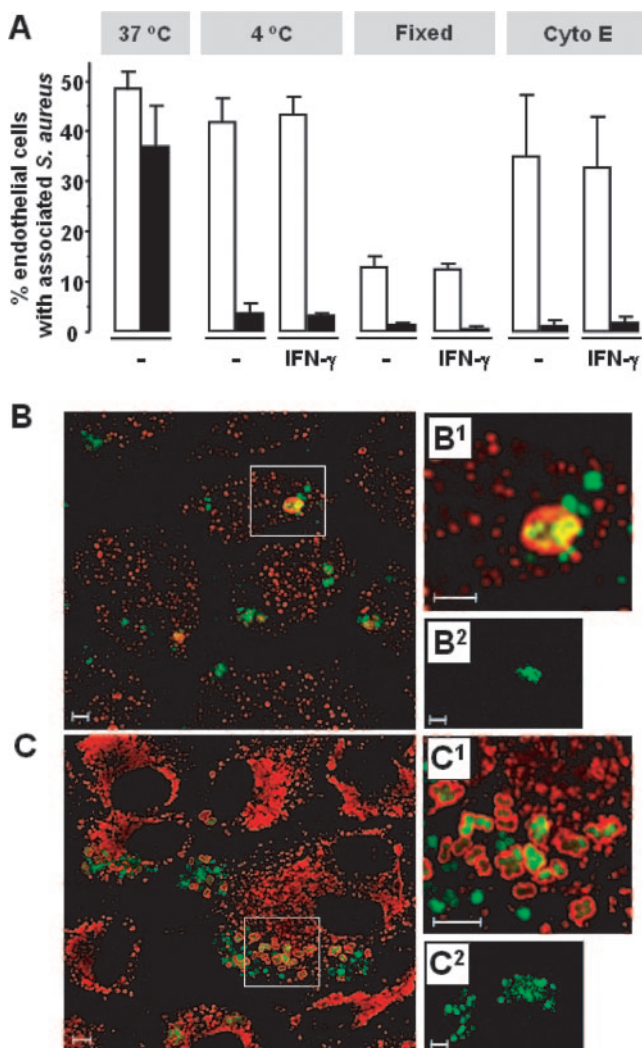 A
37 °C 4 °C Fixed Cyto E
% endothelial cells
with associated S. aureus
50
40
30
20
10
0
- - IFN-γ - IFN-γ - IFN-γ
B
B1
B2
C
C1
C2